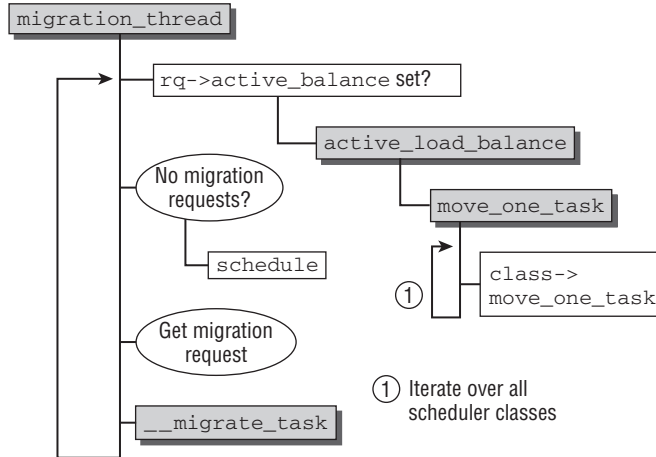 migration_thread
rq->active_balance set?
active_load_balance
No migration
requests?
move_one_task
schedule
class->
move_one_task
1
Get migration
request
1 Iterate over all
scheduler classes
__migrate_task